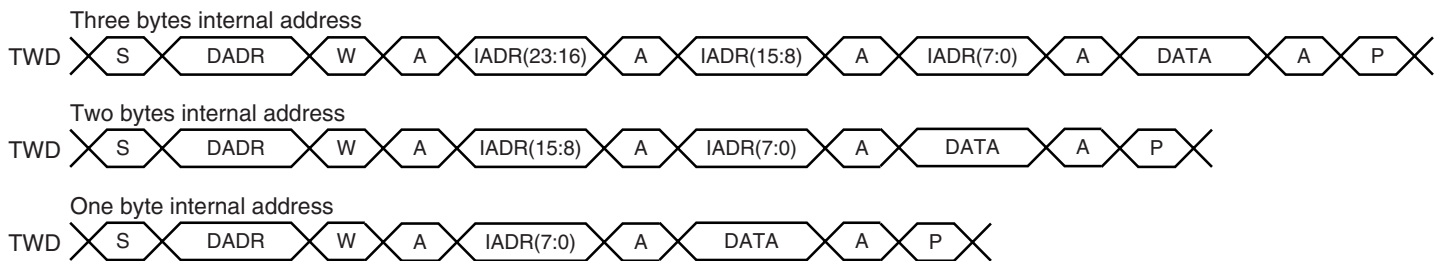 Three bytes internal address
TWD S DADR W A IADR(23:16) A IADR(15:8) A IADR(7:0) A DATA A P
Two bytes internal address
TWD S DADR W A IADR(15:8) A IADR(7:0) A DATA A P
One byte internal address
TWD S DADR W A IADR(7:0) A DATA A P